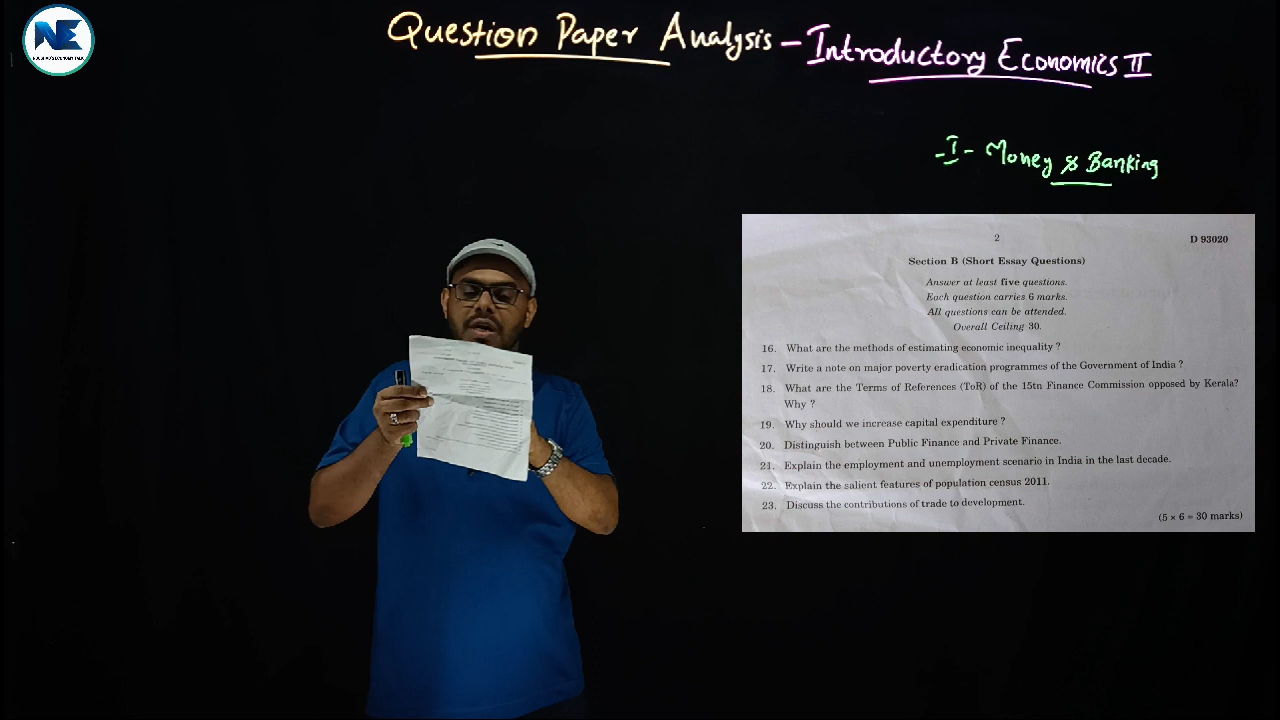 NE
Question Paper Analysis - Introductory Economics II
- I - Money & Banking
2
D 93020
Section B (Short Essay Questions)
Answer at least five questions.
Each question carries 6 marks.
All questions can be attended.
Overall Ceiling 30.
16. What are the methods of estimating economic inequality ?
17. Write a note on major poverty eradication programmes of the Government of India ?
18. What are the Terms of References (ToR) of the 15tn Finance Commission opposed by Kerala?
Why ?
19. Why should we increase capital expenditure ?
20. Distinguish between Public Finance and Private Finance.
21. Explain the employment and unemployment scenario in India in the last decade.
22. Explain the salient features of population census 2011.
23. Discuss the contributions of trade to development.
(5 × 6 = 30 marks)